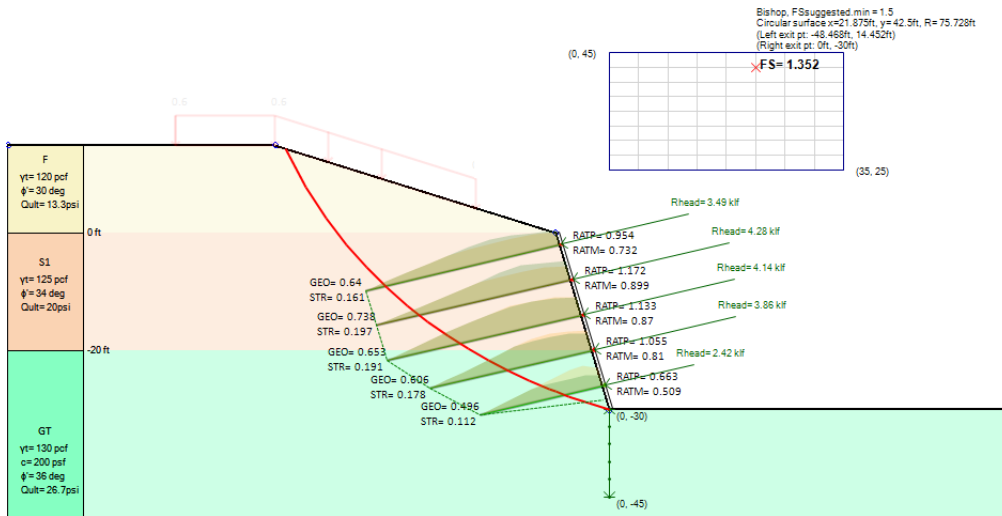 Bishop, FSsuggested.min = 1.5
Circular surface x=21.875ft, y= 42.5ft, R= 75.728ft
(Left exit pt: -48.468ft, 14.452ft)
(Right exit pt: 0ft, -30ft)
(0, 45)
FS= 1.352
(35, 25)
0.6
0.6
F
γt= 120 pcf
ϕ'= 30 deg
Qult= 13.3psi
0 ft
S1
γt= 125 pcf
ϕ'= 34 deg
Qult= 20psi
-20 ft
GT
γt= 130 pcf
c= 200 psf
ϕ'= 36 deg
Qult= 26.7psi
Rhead= 3.49 klf
RATP= 0.954
RATM= 0.732
Rhead= 4.28 klf
RATP= 1.172
RATM= 0.899
Rhead= 4.14 klf
RATP= 1.133
RATM= 0.87
Rhead= 3.86 klf
RATP= 1.055
RATM= 0.81
Rhead= 2.42 klf
RATP= 0.663
RATM= 0.509
GEO= 0.64
STR= 0.161
GEO= 0.738
STR= 0.197
GEO= 0.653
STR= 0.191
GEO= 0.606
STR= 0.178
GEO= 0.496
STR= 0.112
(0, -30)
(0, -45)